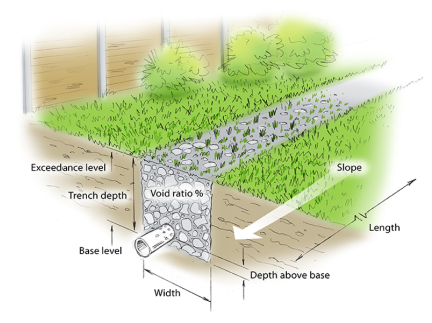 Exceedance level
Void ratio %
Slope
Trench depth
Length
Base level
Depth above base
Width